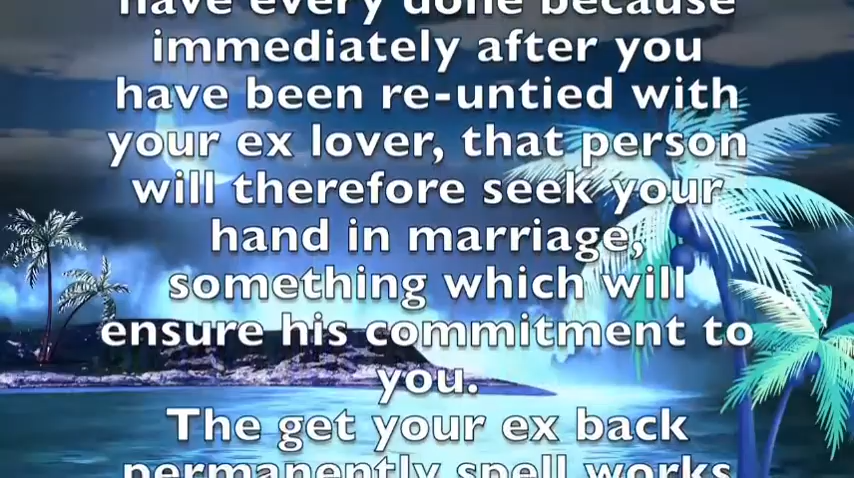 have every done because
immediately after you
have been re-untied with
your ex lover, that person
will therefore seek your
hand in marriage,
something which will
ensure his commitment to
you.
The get your ex back
permanently spell works